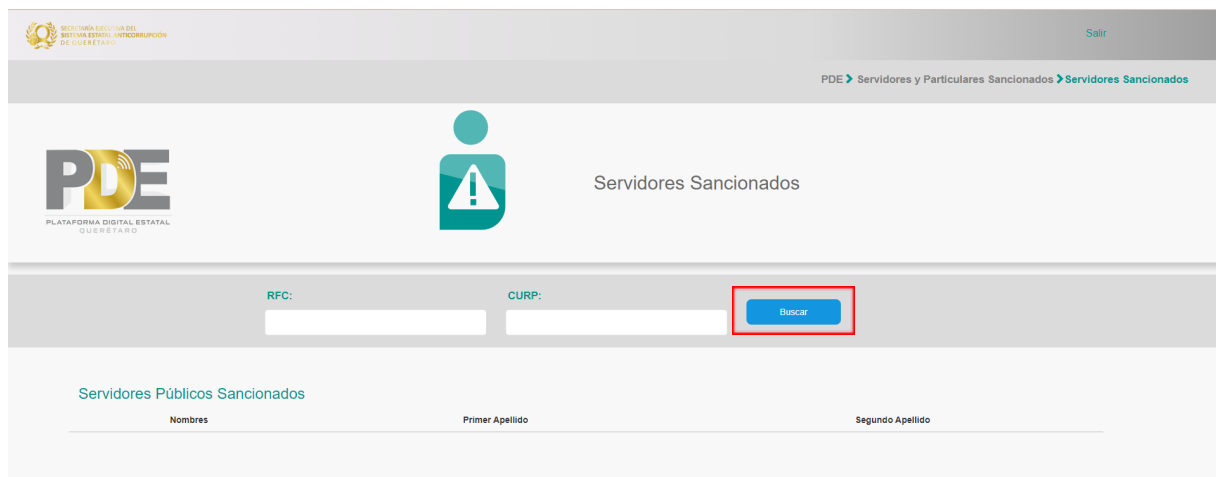 SECRETARÍA EJECUTIVA DEL
SISTEMA ESTATAL ANTICORRUPCIÓN
DE QUERÉTARO
Salir
PDE Servidores y Particulares Sancionados Servidores Sancionados
PDE
PLATAFORMA DIGITAL ESTATAL
QUERÉTARO
Servidores Sancionados
RFC: CURP:
Buscar
Servidores Públicos Sancionados
Nombres Primer Apellido Segundo Apellido